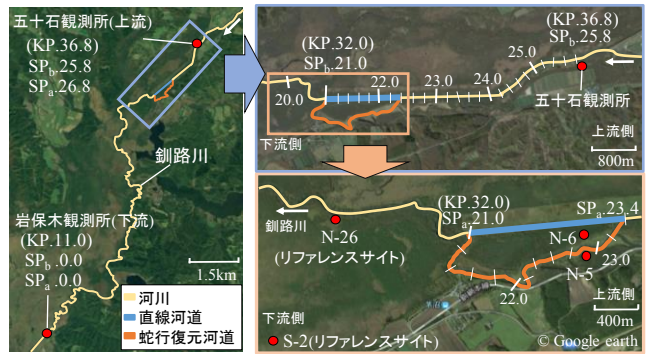 五十石観測所(上流)
(KP.36.8)
SPb.25.8
SPa.26.8
釧路川
岩保木観測所(下流)
(KP.11.0)
SPb.0.0
SPa.0.0
1.5km
河川
直線河道
蛇行復元河道
(KP.36.8)
SPb.25.8
(KP.32.0)
SPb.21.0
25.0
24.0
23.0
22.0
20.0
五十石観測所
下流側
上流側
800m
(KP.32.0)
SPa.21.0
SPa.23.4
釧路川
N-26
(リファレンスサイト)
N-6
N-5
23.0
22.0
上流側
400m
下流側
S-2(リファレンスサイト)
© Google earth